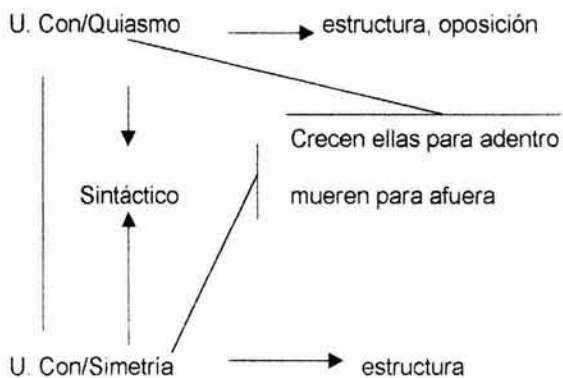 U. Con/Quiasmo estructura, oposición
Crecen ellas para adentro
Sintáctico mueren para afuera
U. Con/Simetría estructura